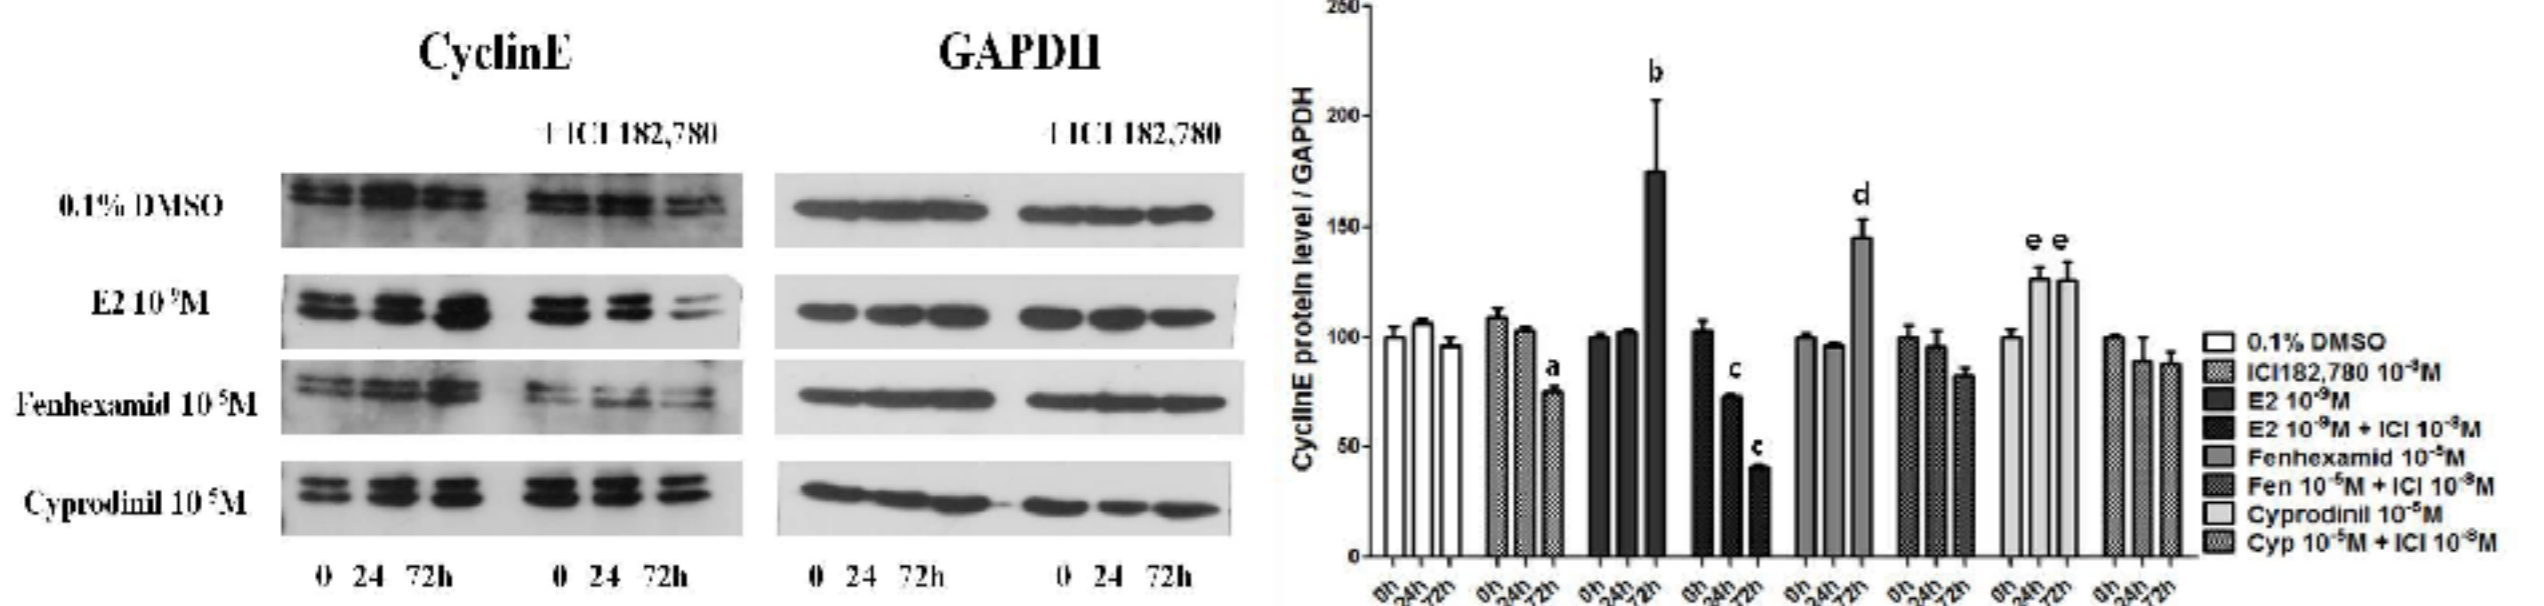 CyclinE
GAPDH
+ ICI 182,780
+ ICI 182,780
0.1% DMSO
E2 10⁻⁹M
Fenhexamid 10⁻⁵M
Cyprodinil 10⁻⁵M
0 24 72h
0 24 72h
0 24 72h
0 24 72h
CyclinE protein level / GAPDH
250
200
150
100
50
0
a
b
c
c
d
e e
0h 24h 72h
0h 24h 72h
0h 24h 72h
0h 24h 72h
0h 24h 72h
0h 24h 72h
0h 24h 72h
0h 24h 72h
0.1% DMSO
ICI182,780 10⁻⁸M
E2 10⁻⁹M
E2 10⁻⁹M + ICI 10⁻⁸M
Fenhexamid 10⁻⁵M
Fen 10⁻⁵M + ICI 10⁻⁸M
Cyprodinil 10⁻⁵M
Cyp 10⁻⁵M + ICI 10⁻⁸M